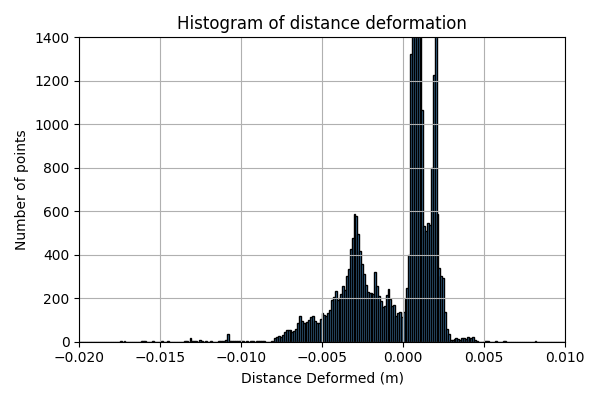 Histogram of distance deformation
1400
1200
1000
800
600
400
200
0
Number of points
−0.020 −0.015 −0.010 −0.005 0.000 0.005 0.010
Distance Deformed (m)